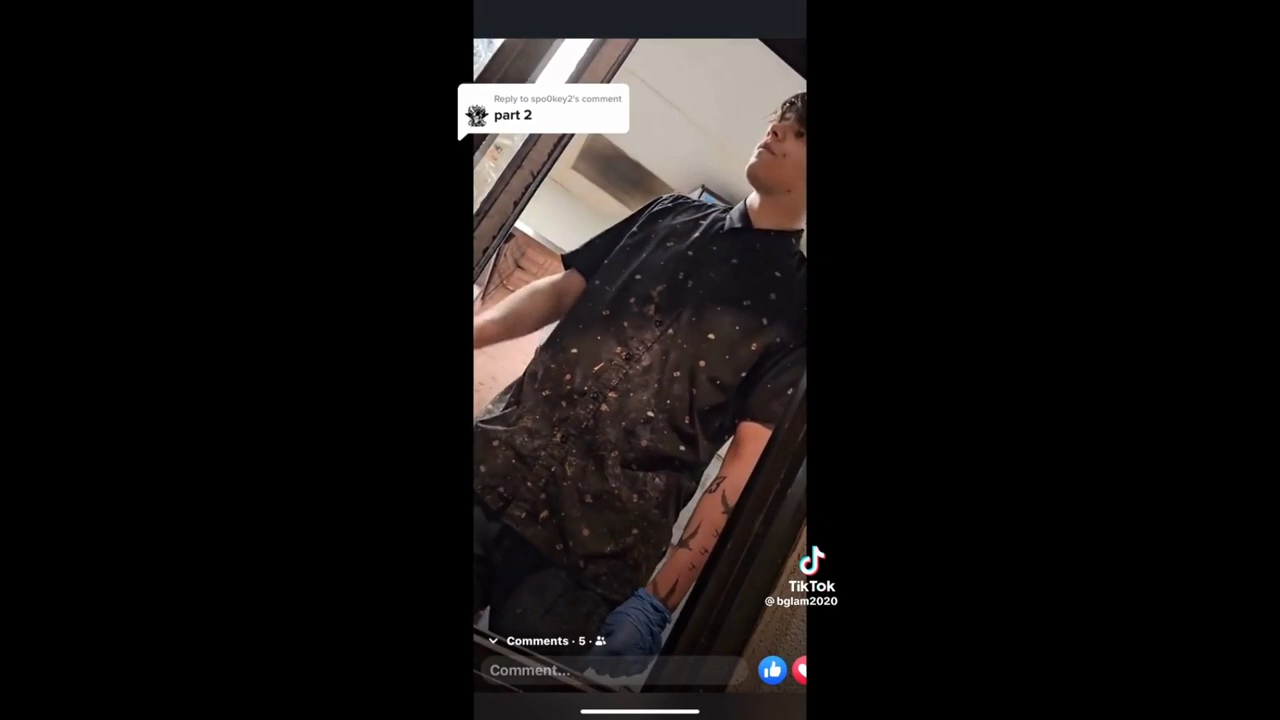 Reply to spo0key2's comment
part 2
TikTok
@bglam2020
Comments · 5 ·
Comment...